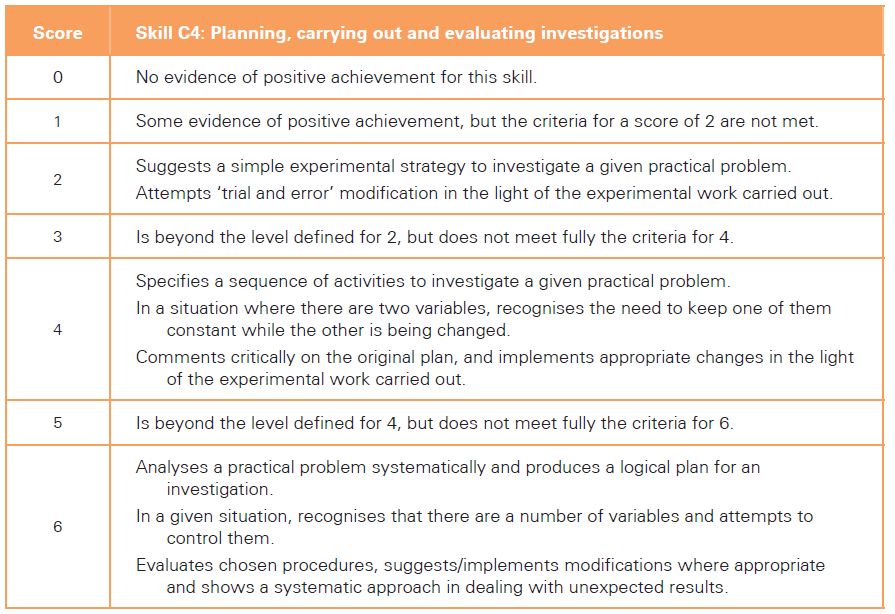 Score Skill C4: Planning, carrying out and evaluating investigations
0 No evidence of positive achievement for this skill.
1 Some evidence of positive achievement, but the criteria for a score of 2 are not met.
2 Suggests a simple experimental strategy to investigate a given practical problem.
Attempts ‘trial and error’ modification in the light of the experimental work carried out.
3 Is beyond the level defined for 2, but does not meet fully the criteria for 4.
4 Specifies a sequence of activities to investigate a given practical problem.
In a situation where there are two variables, recognises the need to keep one of them
constant while the other is being changed.
Comments critically on the original plan, and implements appropriate changes in the light
of the experimental work carried out.
5 Is beyond the level defined for 4, but does not meet fully the criteria for 6.
6 Analyses a practical problem systematically and produces a logical plan for an
investigation.
In a given situation, recognises that there are a number of variables and attempts to
control them.
Evaluates chosen procedures, suggests/implements modifications where appropriate
and shows a systematic approach in dealing with unexpected results.